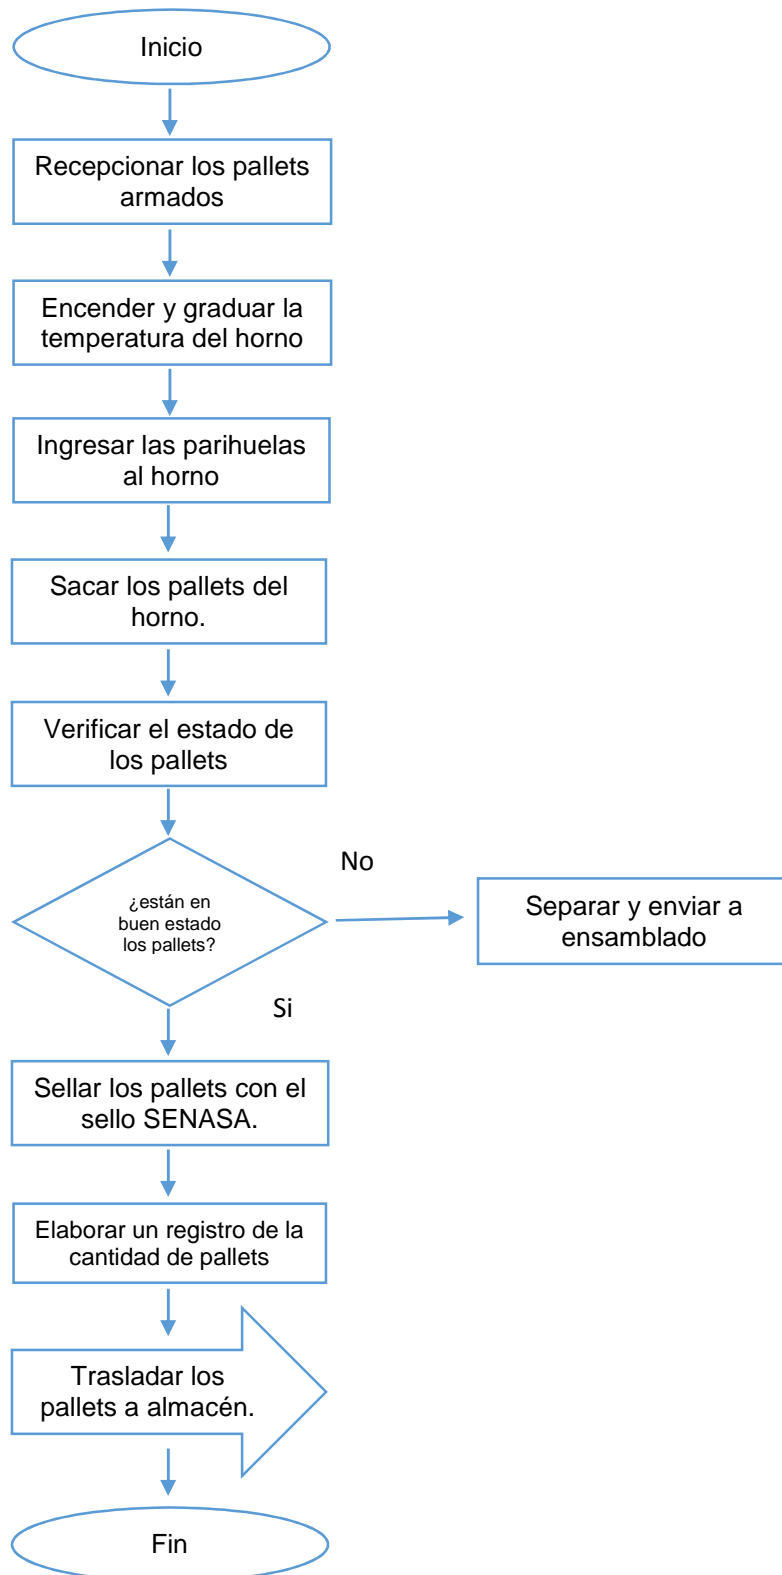 Inicio
Recepcionar los pallets
armados
Encender y graduar la
temperatura del horno
Ingresar las parihuelas
al horno
Sacar los pallets del
horno.
Verificar el estado de
los pallets
No
¿están en
buen estado
los pallets?
Separar y enviar a
ensamblado
Si
Sellar los pallets con el
sello SENASA.
Elaborar un registro de la
cantidad de pallets
Trasladar los
pallets a almacén.
Fin